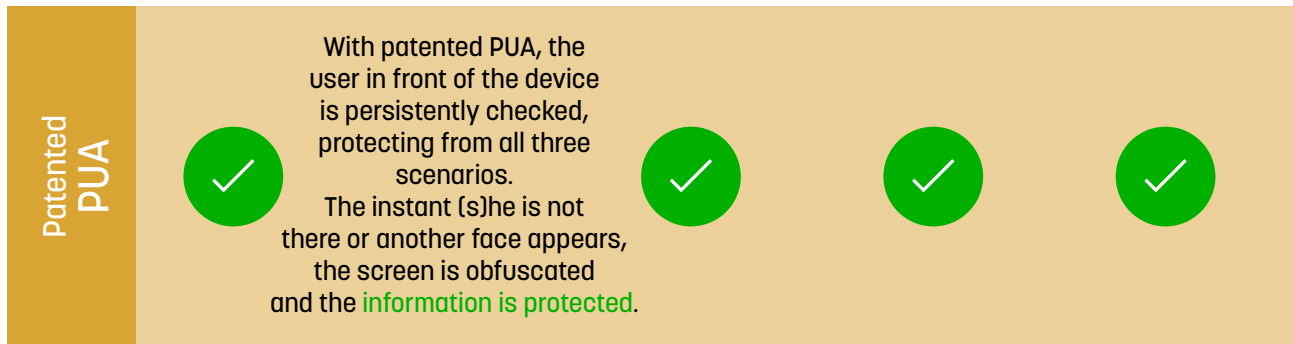 Patented
PUA
With patented PUA, the
user in front of the device
is persistently checked,
protecting from all three
scenarios.
The instant (s)he is not
there or another face appears,
the screen is obfuscated
and the information is protected.